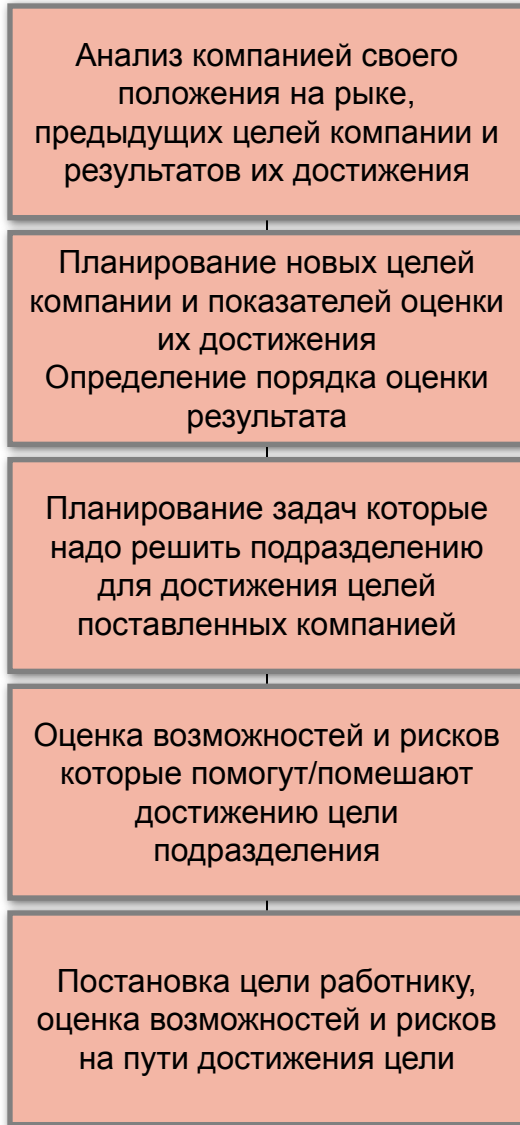 Анализ компанией своего
положения на рыке,
предыдущих целей компании и
результатов их достижения
Планирование новых целей
компании и показателей оценки
их достижения
Определение порядка оценки
результата
Планирование задач которые
надо решить подразделению
для достижения целей
поставленных компанией
Оценка возможностей и рисков
которые помогут/помешают
достижению цели
подразделения
Постановка цели работнику,
оценка возможностей и рисков
на пути достижения цели